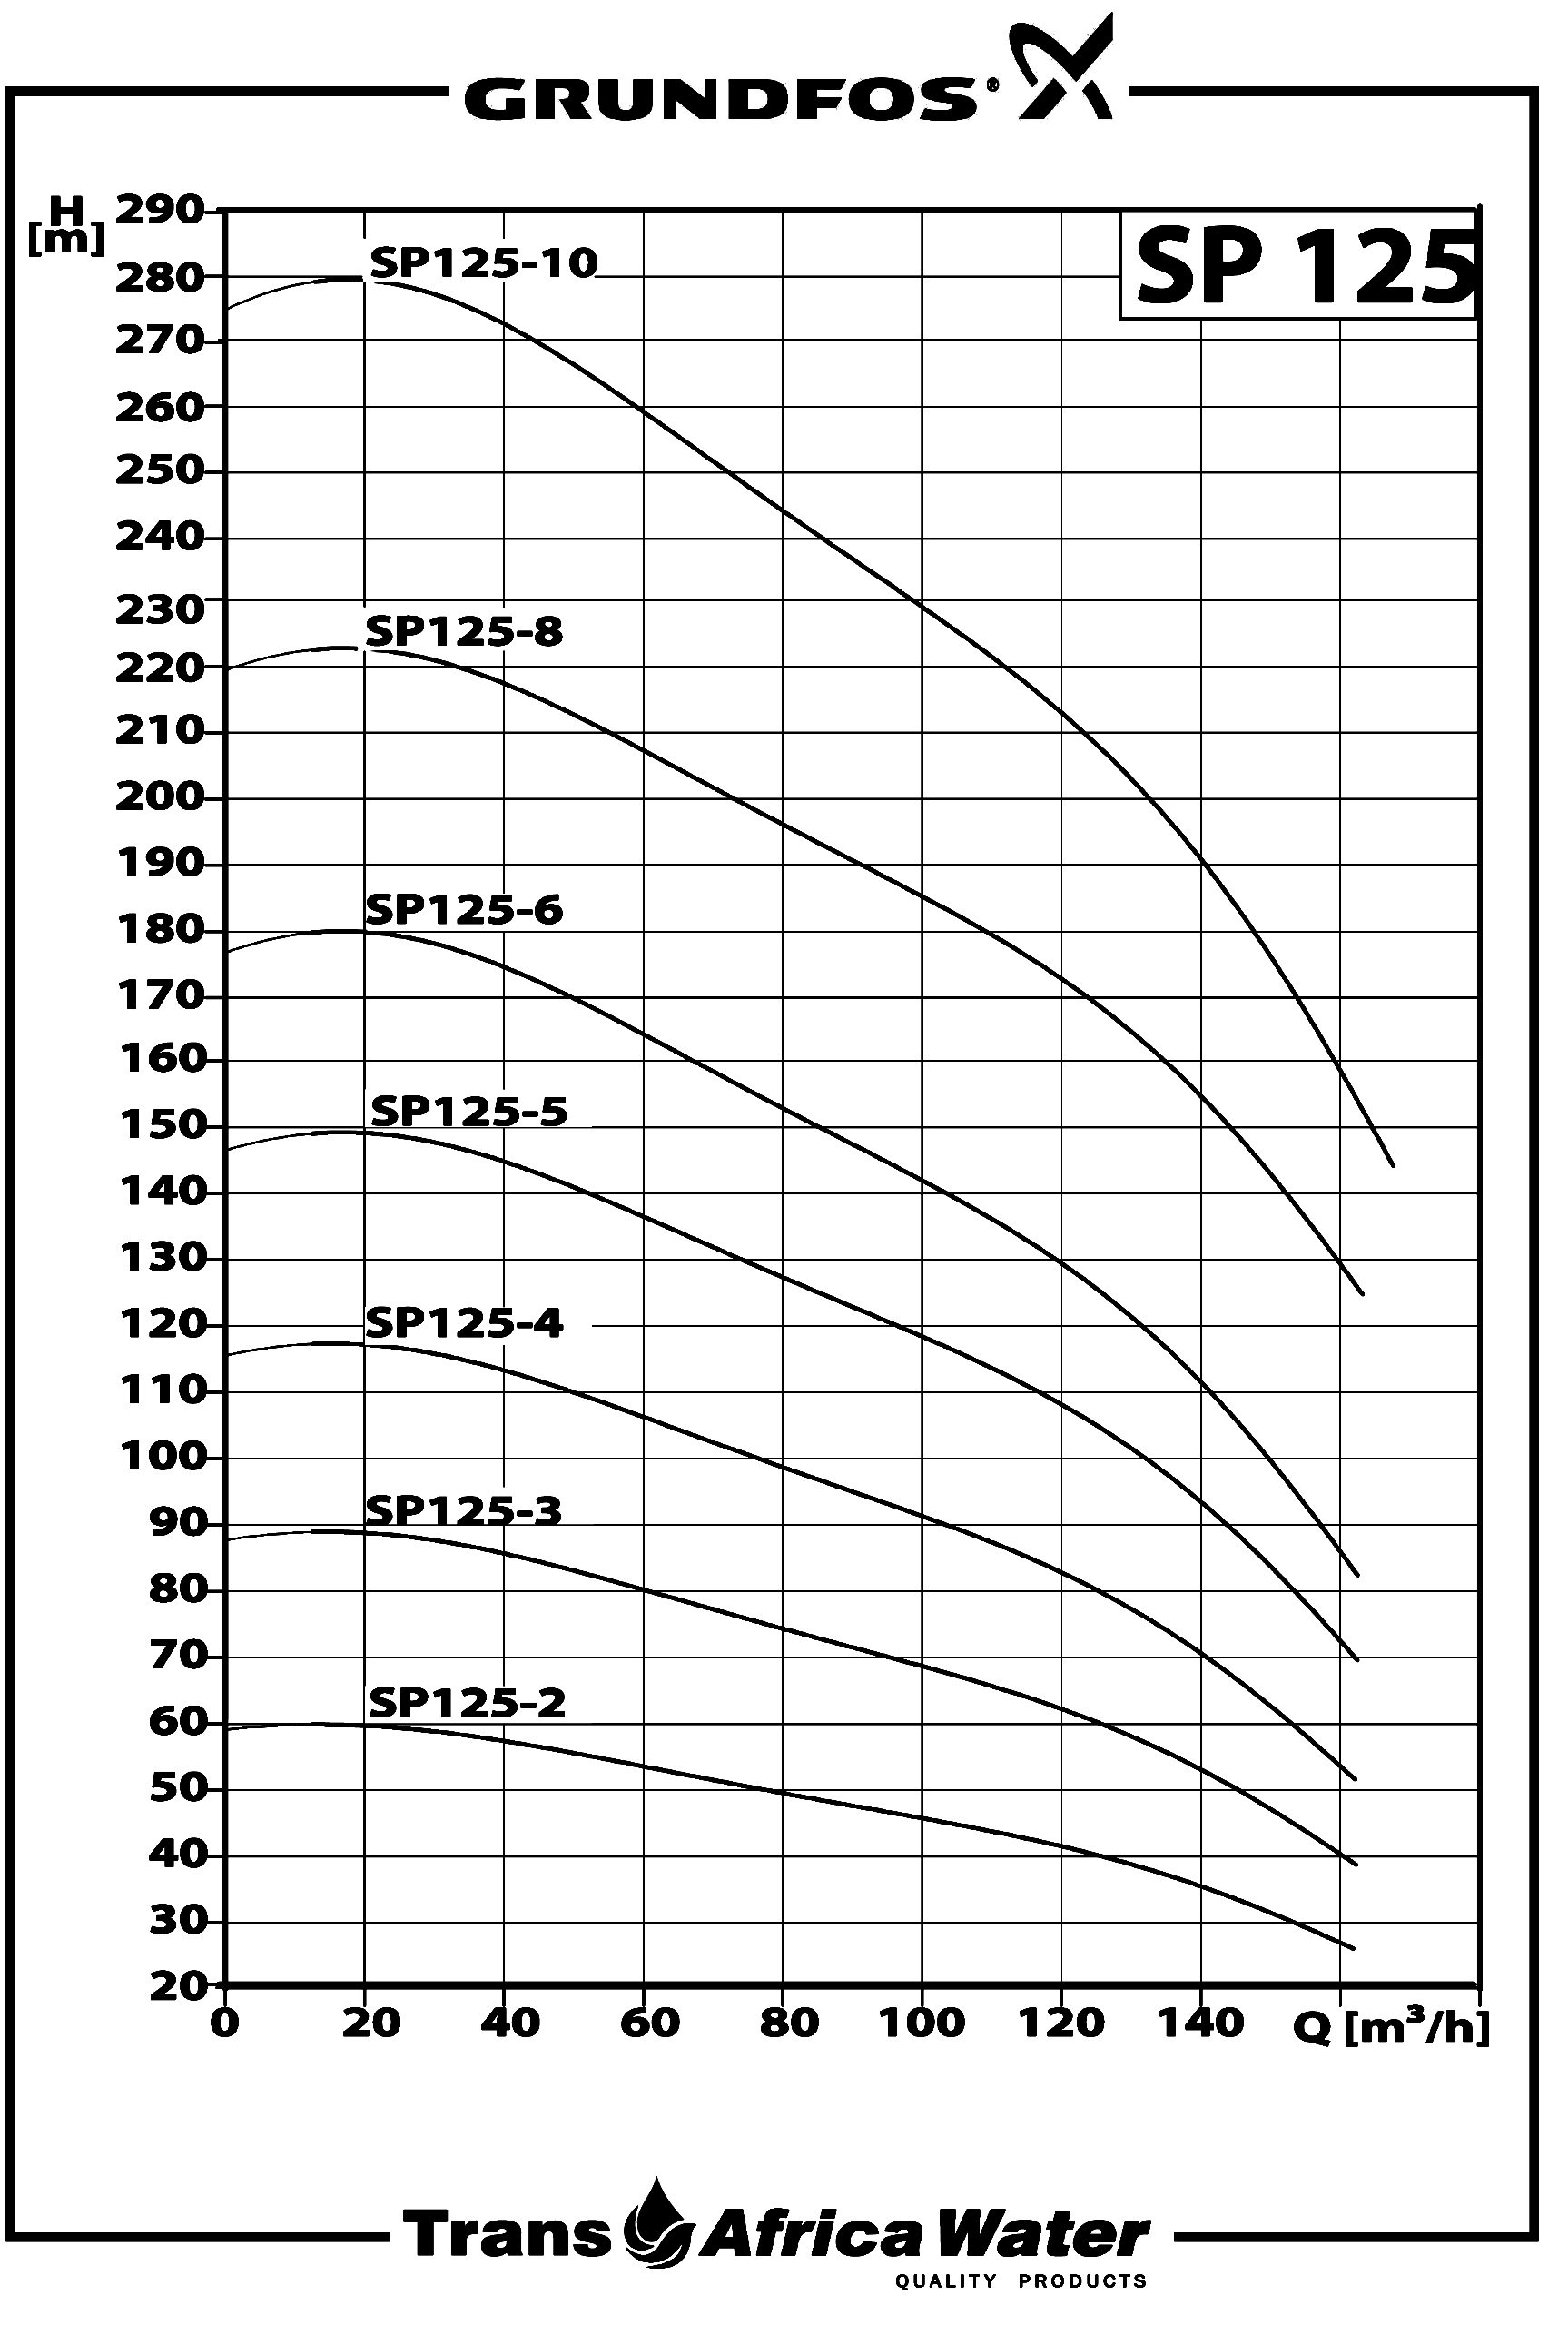 GRUNDFOS®
H
[m]
SP 125
290
280
270
260
250
240
230
220
210
200
190
180
170
160
150
140
130
120
110
100
90
80
70
60
50
40
30
20
SP125-10
SP125-8
SP125-6
SP125-5
SP125-4
SP125-3
SP125-2
0 20 40 60 80 100 120 140 Q [m³/h]
Trans Africa Water
QUALITY PRODUCTS